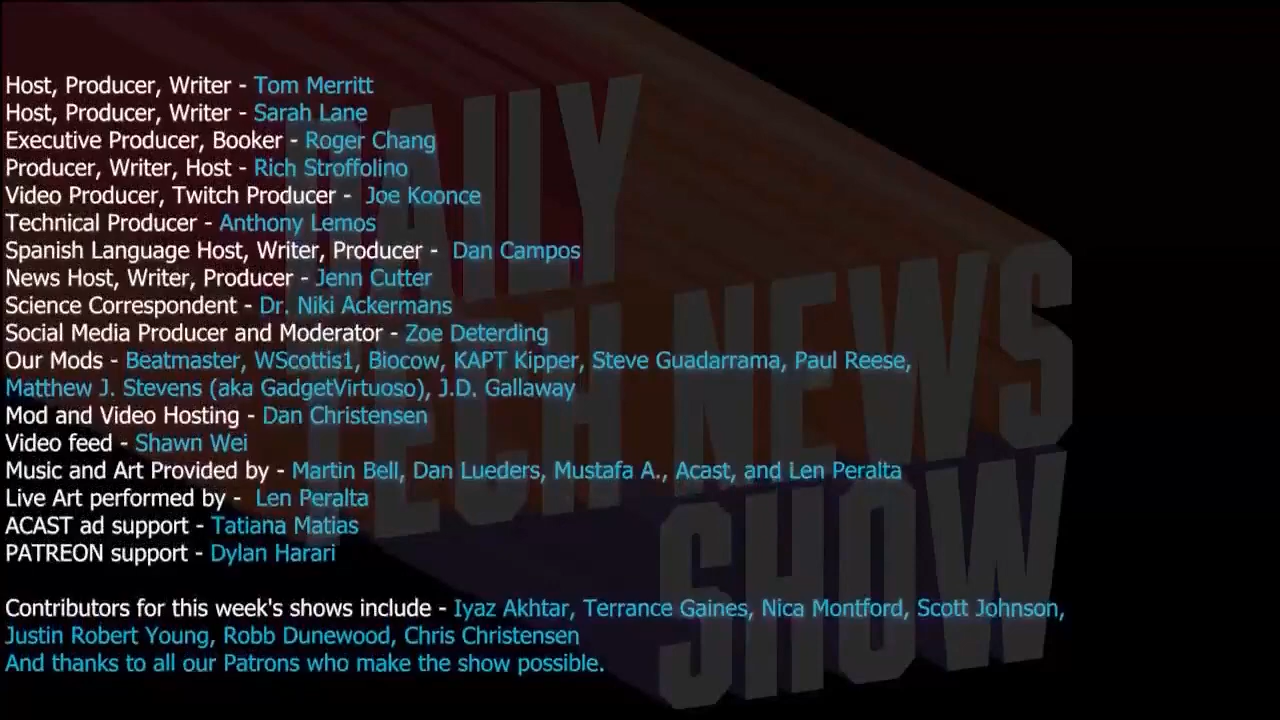 Host, Producer, Writer - Tom Merritt
Host, Producer, Writer - Sarah Lane
Executive Producer, Booker - Roger Chang
Producer, Writer, Host - Rich Stroffolino
Video Producer, Twitch Producer - Joe Koonce
Technical Producer - Anthony Lemos
Spanish Language Host, Writer, Producer - Dan Campos
News Host, Writer, Producer - Jenn Cutter
Science Correspondent - Dr. Niki Ackermans
Social Media Producer and Moderator - Zoe Deterding
Our Mods - Beatmaster, WScottis1, Biocow, KAPT Kipper, Steve Guadarrama, Paul Reese,
Matthew J. Stevens (aka GadgetVirtuoso), J.D. Gallaway
Mod and Video Hosting - Dan Christensen
Video feed - Shawn Wei
Music and Art Provided by - Martin Bell, Dan Lueders, Mustafa A., Acast, and Len Peralta
Live Art performed by - Len Peralta
ACAST ad support - Tatiana Matias
PATREON support - Dylan Harari
Contributors for this week's shows include - Iyaz Akhtar, Terrance Gaines, Nica Montford, Scott Johnson,
Justin Robert Young, Robb Dunewood, Chris Christensen
And thanks to all our Patrons who make the show possible.
DAILY
TECH NEWS
SHOW